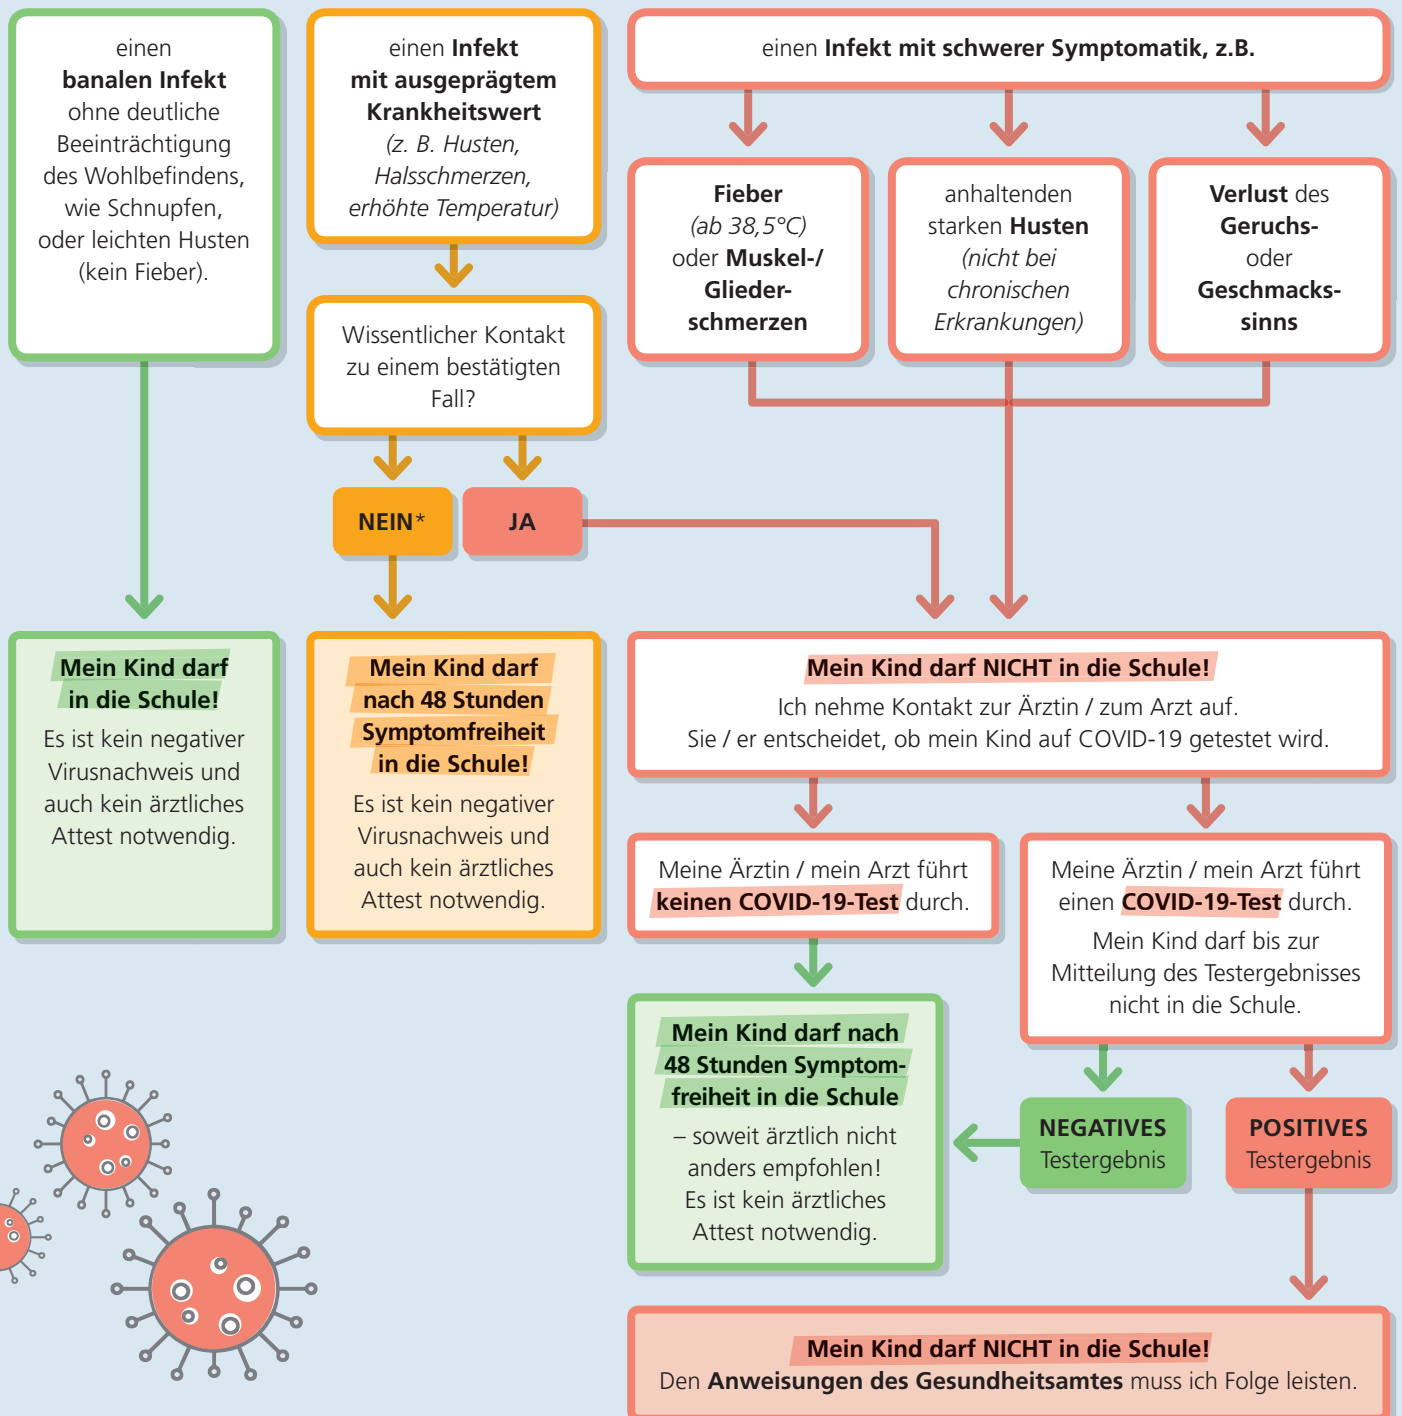 einen
banalen Infekt
ohne deutliche
Beeinträchtigung
des Wohlbefindens,
wie Schnupfen,
oder leichten Husten
(kein Fieber).
einen Infekt
mit ausgeprägtem
Krankheitswert
(z. B. Husten,
Halsschmerzen,
erhöhte Temperatur)
Wissentlicher Kontakt
zu einem bestätigten
Fall?
NEIN*
JA
einen Infekt mit schwerer Symptomatik, z.B.
Fieber
(ab 38,5°C)
oder Muskel-/
Glieder-
schmerzen
anhaltenden
starken Husten
(nicht bei
chronischen
Erkrankungen)
Verlust des
Geruchs-
oder
Geschmacks-
sinns
Mein Kind darf
in die Schule!
Es ist kein negativer
Virusnachweis und
auch kein ärztliches
Attest notwendig.
Mein Kind darf
nach 48 Stunden
Symptomfreiheit
in die Schule!
Es ist kein negativer
Virusnachweis und
auch kein ärztliches
Attest notwendig.
Mein Kind darf NICHT in die Schule!
Ich nehme Kontakt zur Ärztin / zum Arzt auf.
Sie / er entscheidet, ob mein Kind auf COVID-19 getestet wird.
Meine Ärztin / mein Arzt führt
keinen COVID-19-Test durch.
Meine Ärztin / mein Arzt führt
einen COVID-19-Test durch.
Mein Kind darf bis zur
Mitteilung des Testergebnisses
nicht in die Schule.
Mein Kind darf nach
48 Stunden Symptom-
freiheit in die Schule
– soweit ärztlich nicht
anders empfohlen!
Es ist kein ärztliches
Attest notwendig.
NEGATIVES
Testergebnis
POSITIVES
Testergebnis
Mein Kind darf NICHT in die Schule!
Den Anweisungen des Gesundheitsamtes muss ich Folge leisten.